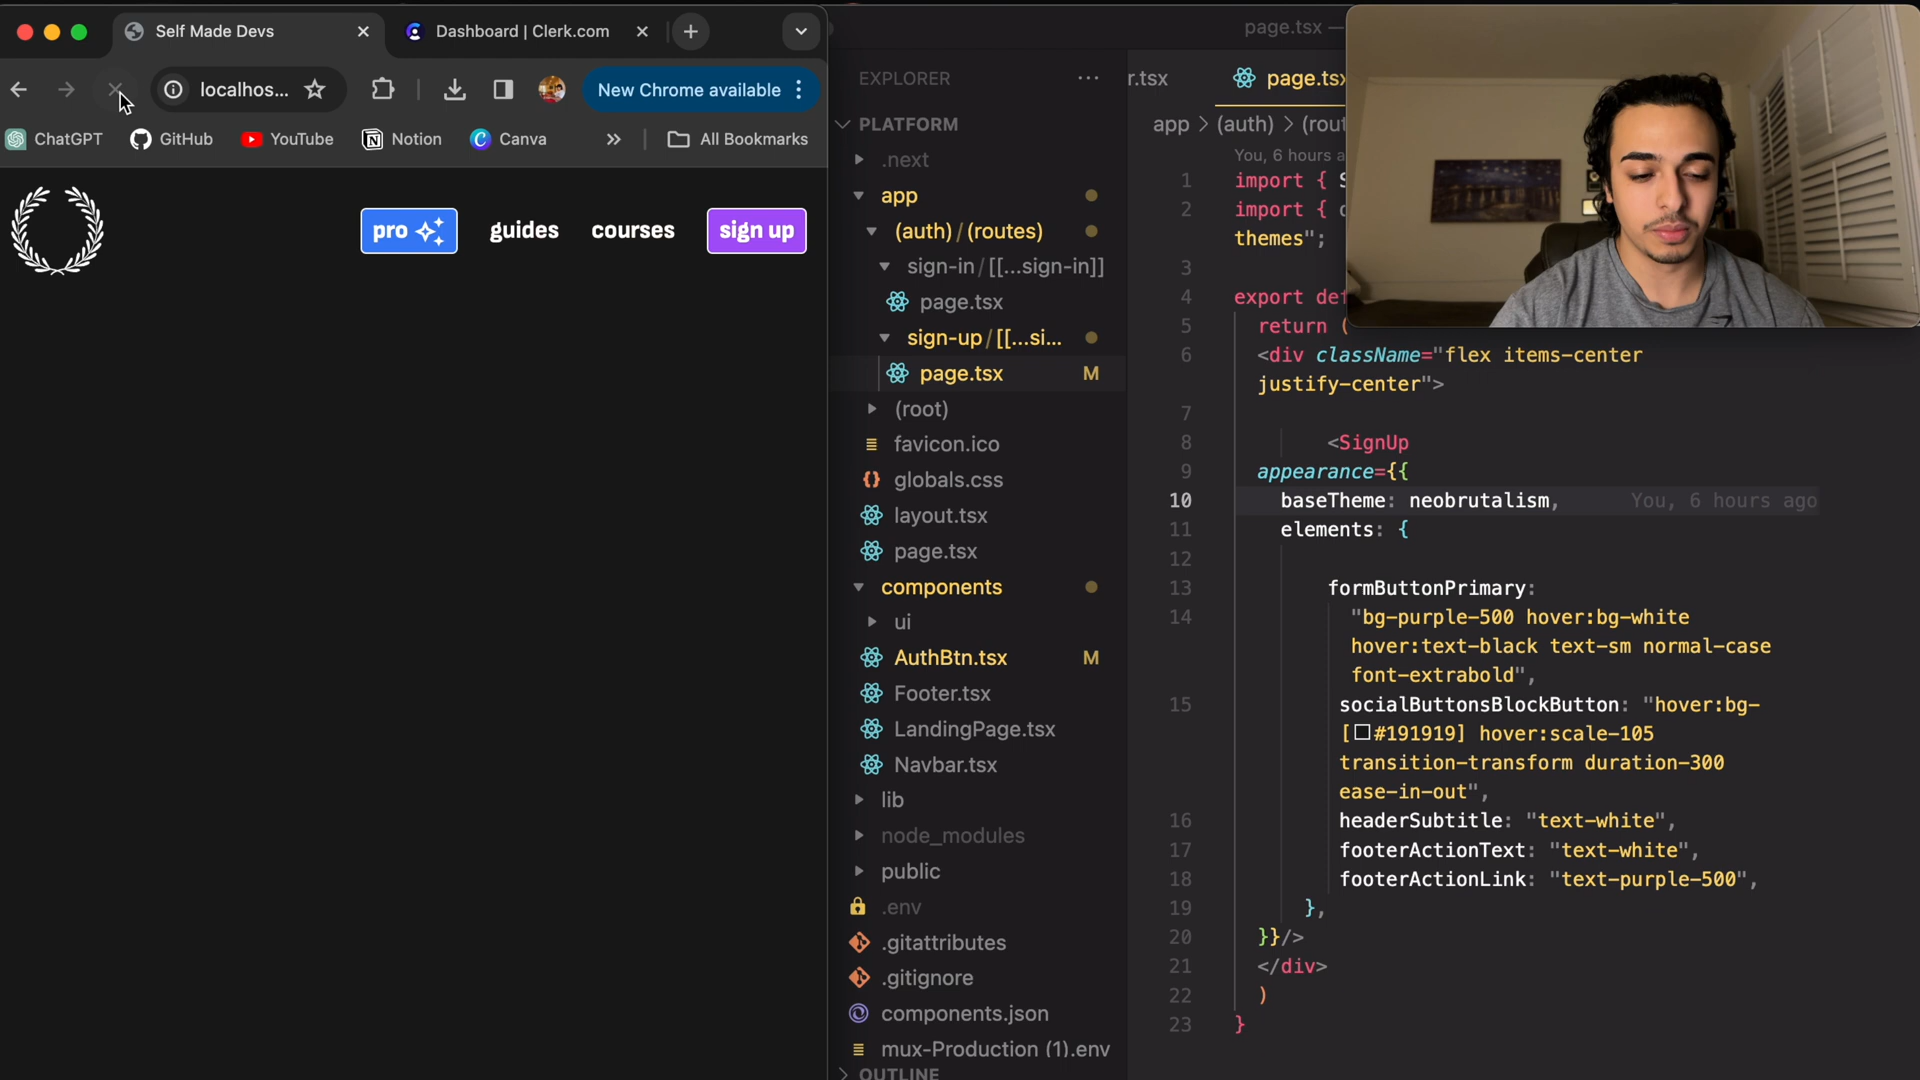 Self Made Devs
Dashboard | Clerk.com
localhos...
New Chrome available
ChatGPT
GitHub
YouTube
Notion
Canva
All Bookmarks
pro
guides
courses
sign up
EXPLORER
PLATFORM
.next
app
(auth) / (routes)
sign-in / [[...sign-in]]
page.tsx
sign-up / [[...si...
page.tsx M
(root)
favicon.ico
globals.css
layout.tsx
page.tsx
components
ui
AuthBtn.tsx M
Footer.tsx
LandingPage.tsx
Navbar.tsx
lib
node_modules
public
.env
.gitattributes
.gitignore
components.json
mux-Production (1).env
OUTLINE
page.tsx —
r.tsx
page.tsx
app > (auth) > (rout
You, 6 hours a
1 import { S
2 import { c
themes";
3
4 export def
5 return (
6 <div className="flex items-center
justify-center">
7
8 <SignUp
9 appearance={{
10 baseTheme: neobrutalism, You, 6 hours ago
11 elements: {
12
13 formButtonPrimary:
14 "bg-purple-500 hover:bg-white
hover:text-black text-sm normal-case
font-extrabold",
15 socialButtonsBlockButton: "hover:bg-
[#191919] hover:scale-105
transition-transform duration-300
ease-in-out",
16 headerSubtitle: "text-white",
17 footerActionText: "text-white",
18 footerActionLink: "text-purple-500",
19 },
20 }}/>
21 </div>
22 )
23 }